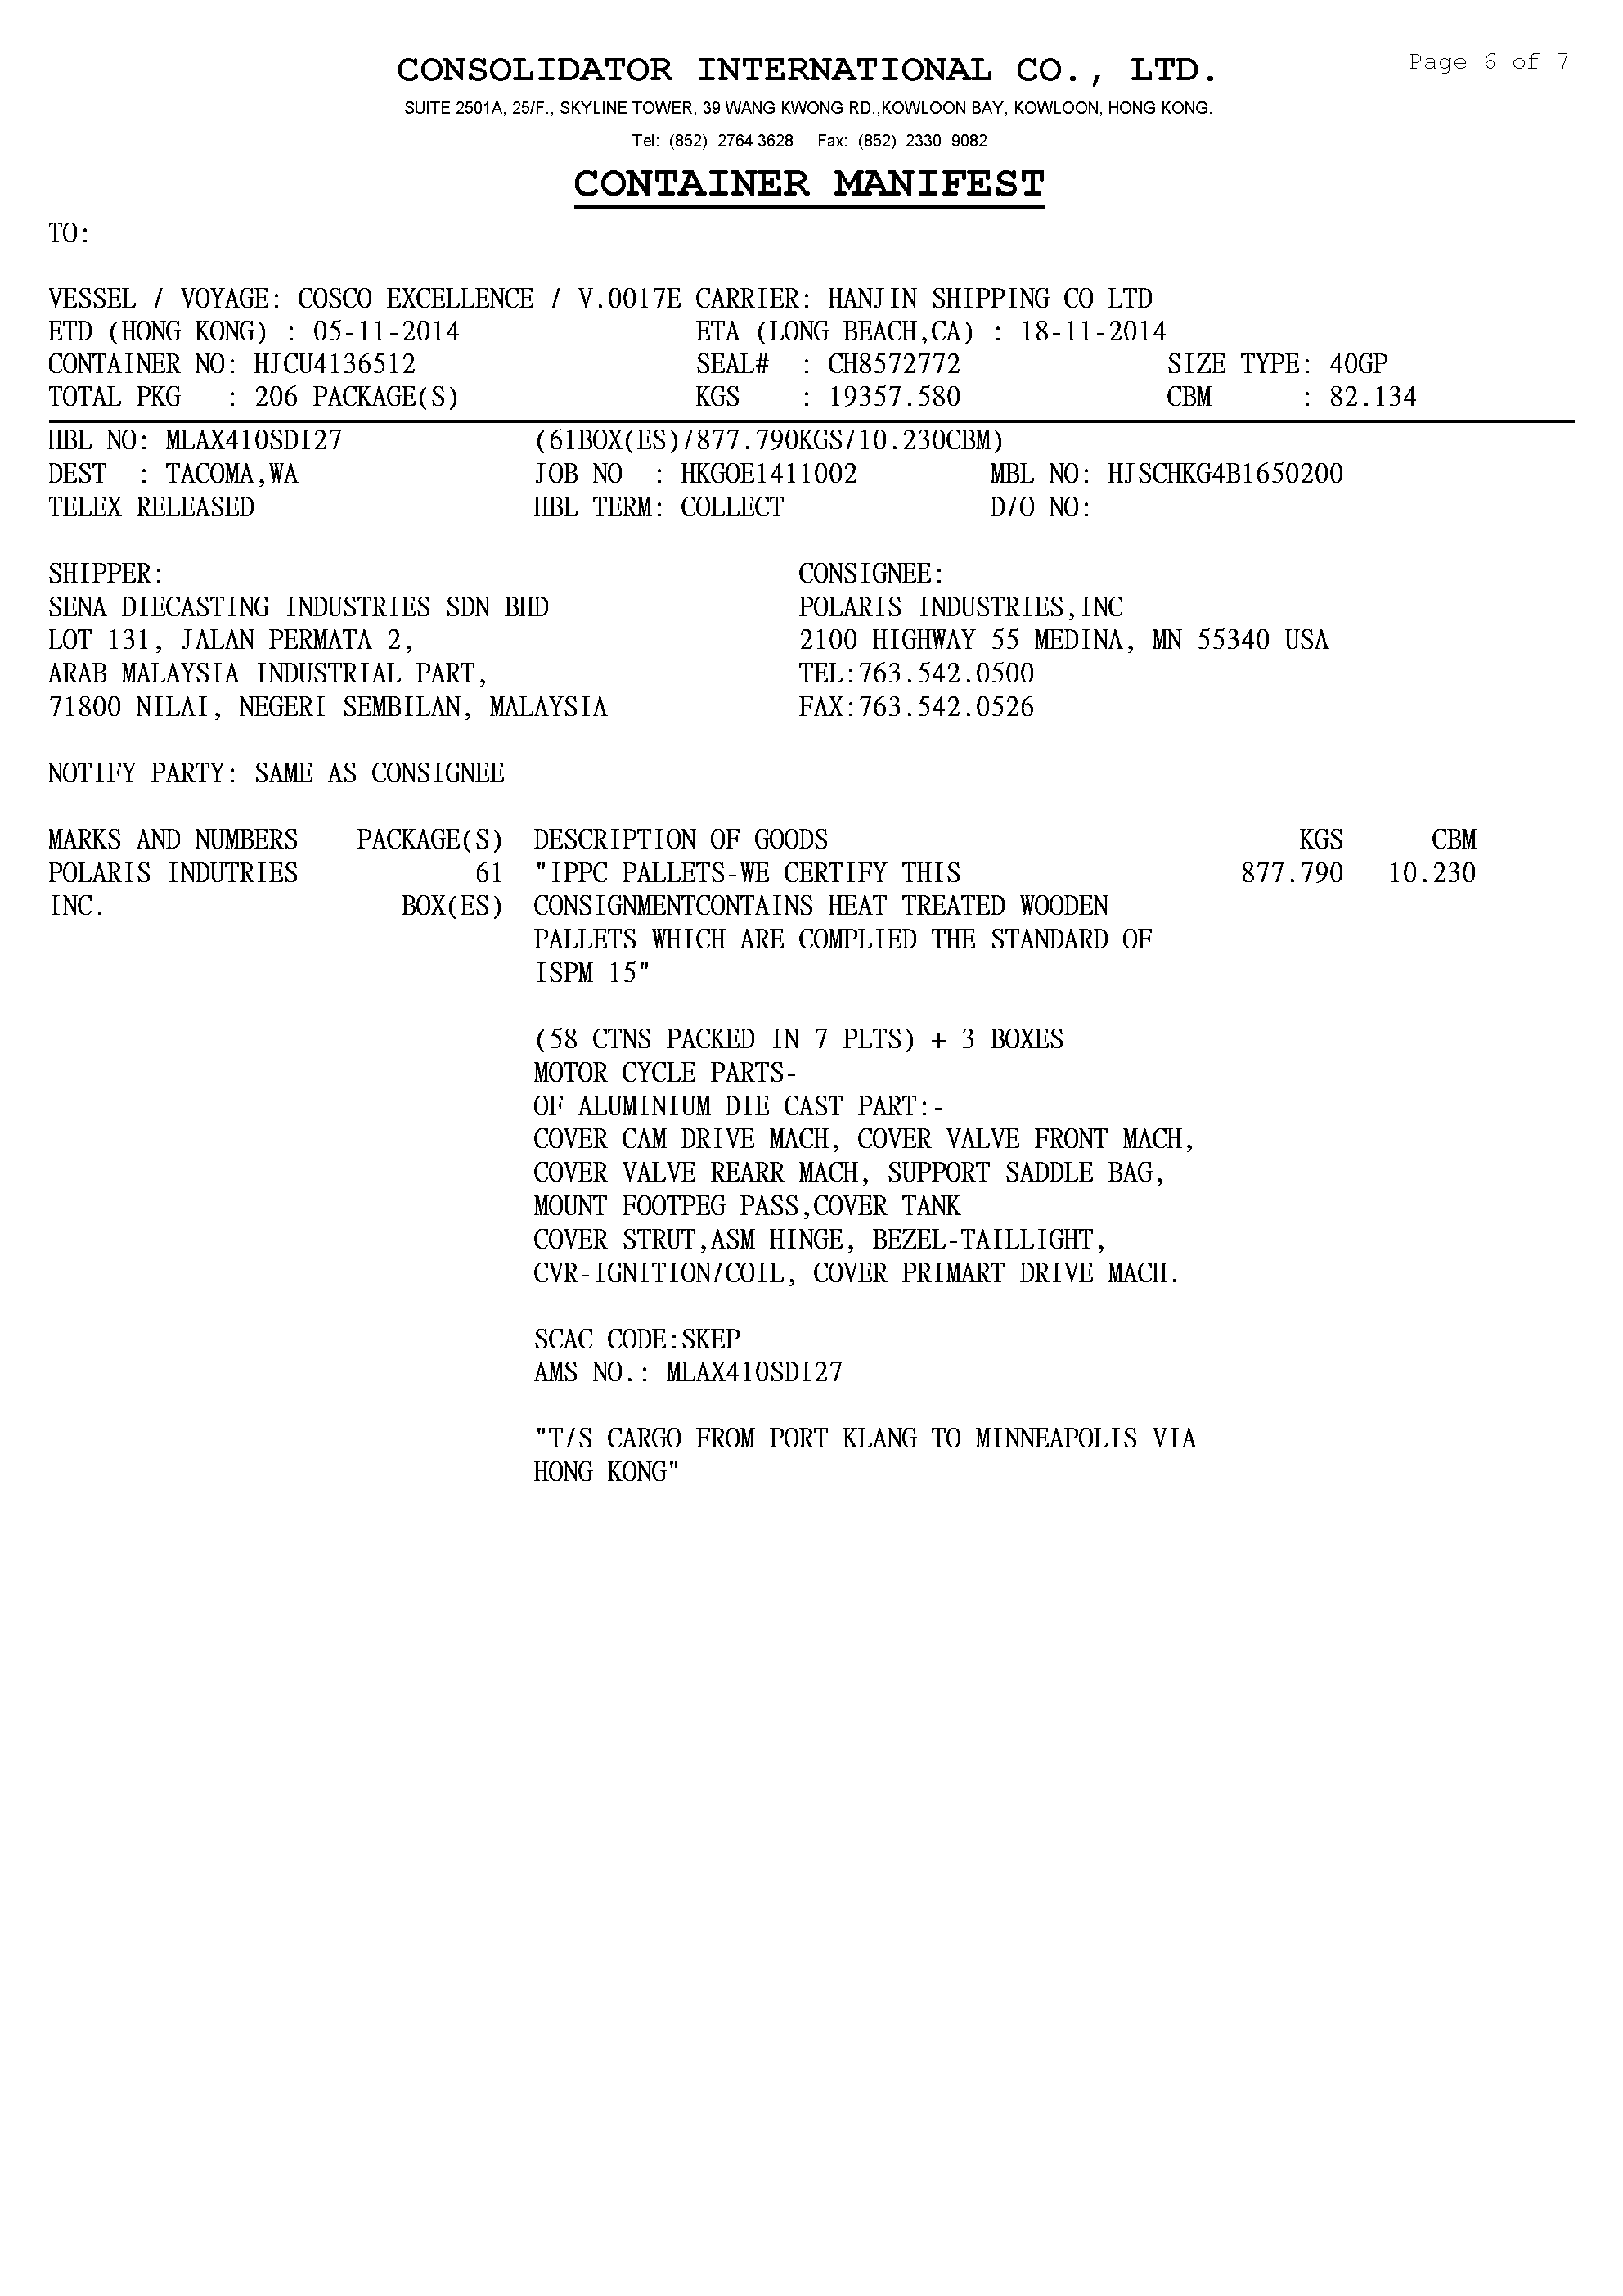 Page 6 of 7
CONSOLIDATOR INTERNATIONAL CO., LTD.
SUITE 2501A, 25/F., SKYLINE TOWER, 39 WANG KWONG RD.,KOWLOON BAY, KOWLOON, HONG KONG.
Tel: (852) 2764 3628 Fax: (852) 2330 9082
CONTAINER MANIFEST
TO:
VESSEL / VOYAGE: COSCO EXCELLENCE / V.0017E CARRIER: HANJIN SHIPPING CO LTD
ETD (HONG KONG) : 05-11-2014 ETA (LONG BEACH,CA) : 18-11-2014
CONTAINER NO: HJCU4136512 SEAL# : CH8572772 SIZE TYPE: 40GP
TOTAL PKG : 206 PACKAGE(S) KGS : 19357.580 CBM : 82.134
HBL NO: MLAX410SDI27 (61BOX(ES)/877.790KGS/10.230CBM)
DEST : TACOMA,WA JOB NO : HKGOE1411002 MBL NO: HJSCHKG4B1650200
TELEX RELEASED HBL TERM: COLLECT D/O NO:
SHIPPER: CONSIGNEE:
SENA DIECASTING INDUSTRIES SDN BHD POLARIS INDUSTRIES,INC
LOT 131, JALAN PERMATA 2, 2100 HIGHWAY 55 MEDINA, MN 55340 USA
ARAB MALAYSIA INDUSTRIAL PART, TEL:763.542.0500
71800 NILAI, NEGERI SEMBILAN, MALAYSIA FAX:763.542.0526
NOTIFY PARTY: SAME AS CONSIGNEE
MARKS AND NUMBERS PACKAGE(S) DESCRIPTION OF GOODS KGS CBM
POLARIS INDUTRIES 61 "IPPC PALLETS-WE CERTIFY THIS 877.790 10.230
INC. BOX(ES) CONSIGNMENTCONTAINS HEAT TREATED WOODEN
PALLETS WHICH ARE COMPLIED THE STANDARD OF
ISPM 15"
(58 CTNS PACKED IN 7 PLTS) + 3 BOXES
MOTOR CYCLE PARTS-
OF ALUMINIUM DIE CAST PART:-
COVER CAM DRIVE MACH, COVER VALVE FRONT MACH,
COVER VALVE REARR MACH, SUPPORT SADDLE BAG,
MOUNT FOOTPEG PASS,COVER TANK
COVER STRUT,ASM HINGE, BEZEL-TAILLIGHT,
CVR-IGNITION/COIL, COVER PRIMART DRIVE MACH.
SCAC CODE:SKEP
AMS NO.: MLAX410SDI27
"T/S CARGO FROM PORT KLANG TO MINNEAPOLIS VIA
HONG KONG"